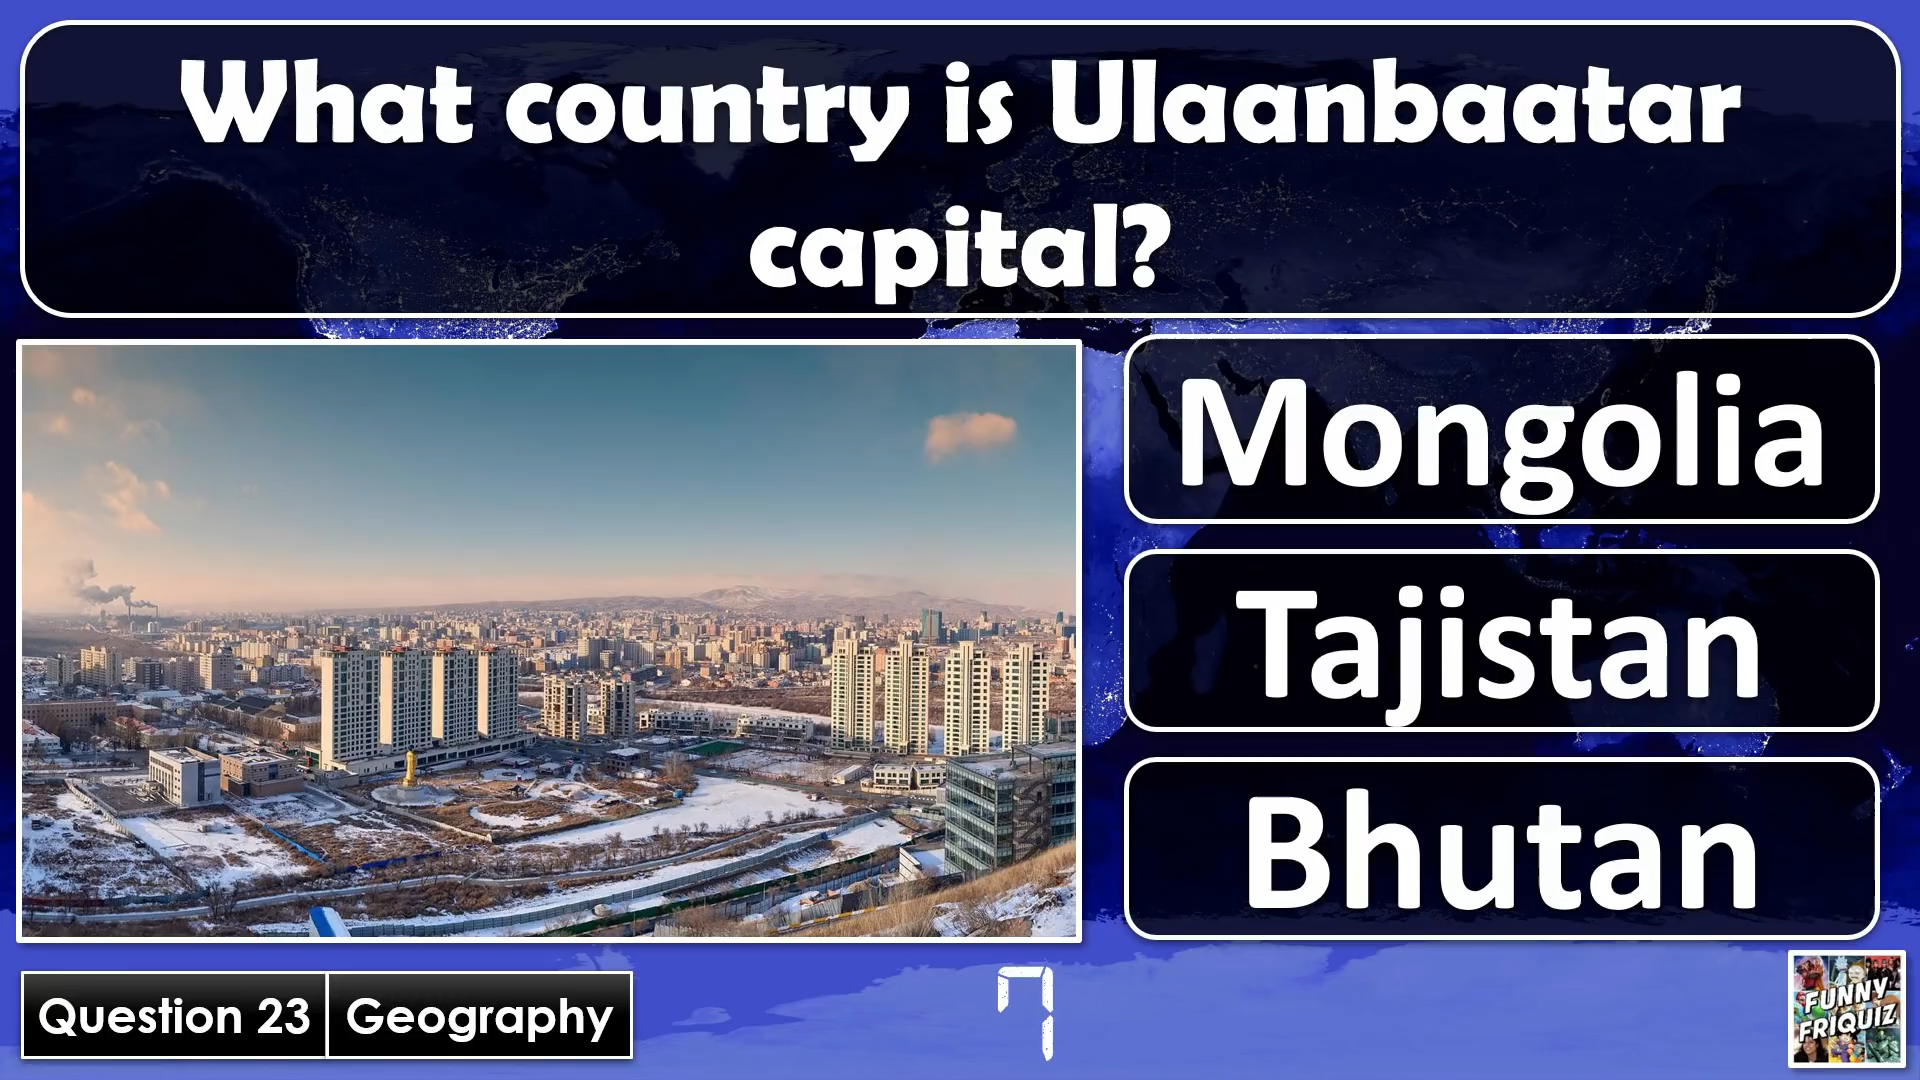 What country is Ulaanbaatar
capital?
Mongolia
Tajistan
Bhutan
Question 23
Geography
7
FUNNY
FRIQUIZ